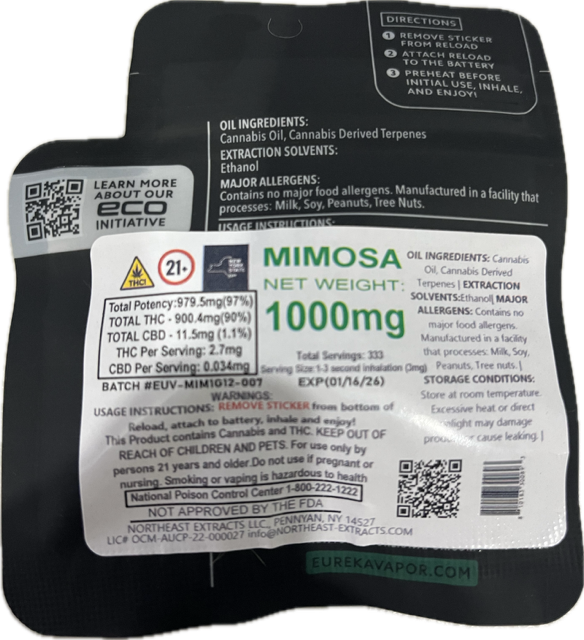 DIRECTIONS
1 REMOVE STICKER
FROM RELOAD
2 ATTACH RELOAD
TO THE BATTERY
3 PREHEAT BEFORE
INITIAL USE, INHALE,
AND ENJOY!
OIL INGREDIENTS:
Cannabis Oil, Cannabis Derived Terpenes
EXTRACTION SOLVENTS:
Ethanol
MAJOR ALLERGENS:
Contains no major food allergens. Manufactured in a facility that
processes: Milk, Soy, Peanuts, Tree Nuts.
USAGE INSTRUCTIONS:
LEARN MORE
ABOUT OUR
eco
INITIATIVE
THC!
21+
NEW YORK STATE
Total Potency:979.5mg(97%)
TOTAL THC - 900.4mg(90%)
TOTAL CBD - 11.5mg (1.1%)
THC Per Serving: 2.7mg
CBD Per Serving: 0.034mg
BATCH #EUV-MIM1G12-007
MIMOSA
NET WEIGHT:
1000mg
Total Servings: 333
Serving Size:1-3 second inhalation (3mg)
EXP(01/16/26)
OIL INGREDIENTS: Cannabis
Oil, Cannabis Derived
Terpenes | EXTRACTION
SOLVENTS:Ethanol| MAJOR
ALLERGENS: Contains no
major food allergens.
Manufactured in a facility
that processes: Milk, Soy,
Peanuts, Tree nuts. |
STORAGE CONDITIONS:
Store at room temperature.
Excessive heat or direct
may damage
cause leaking. |
WARNINGS:
USAGE INSTRUCTIONS: REMOVE STICKER from bottom of
Reload, attach to battery, inhale and enjoy!
This Product contains Cannabis and THC. KEEP OUT OF
REACH OF CHILDREN AND PETS. For use only by
persons 21 years and older.Do not use if pregnant or
nursing. Smoking or vaping is hazardous to health
National Poison Control Center 1-800-222-1222
NOT APPROVED BY THE FDA
NORTHEAST EXTRACTS LLC., PENNYAN, NY 14527
LIC# OCM-AUCP-22-000027 info@NORTHEAST-EXTRACTS.COM
EUREKAVAPOR.COM